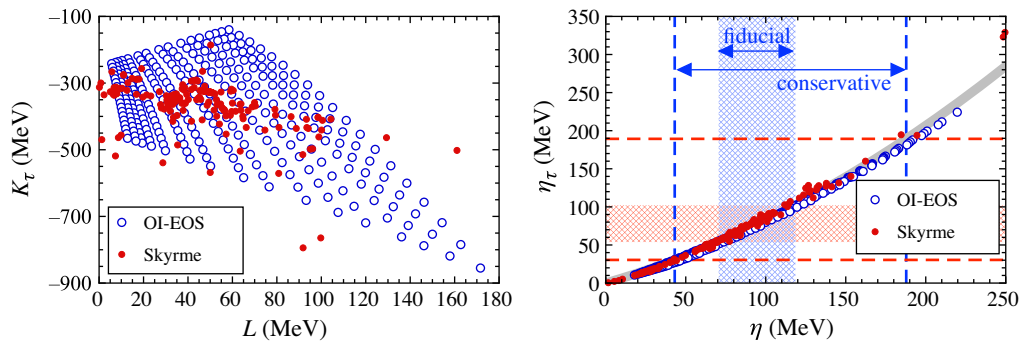 −100
−300
−500
−700
−900
0 20 40 60 80 100 120 140 160 180
K_τ (MeV)
L (MeV)
OI-EOS
Skyrme
350
300
250
200
150
100
50
0
0 50 100 150 200 250
η_τ (MeV)
η (MeV)
fiducial
conservative
OI-EOS
Skyrme